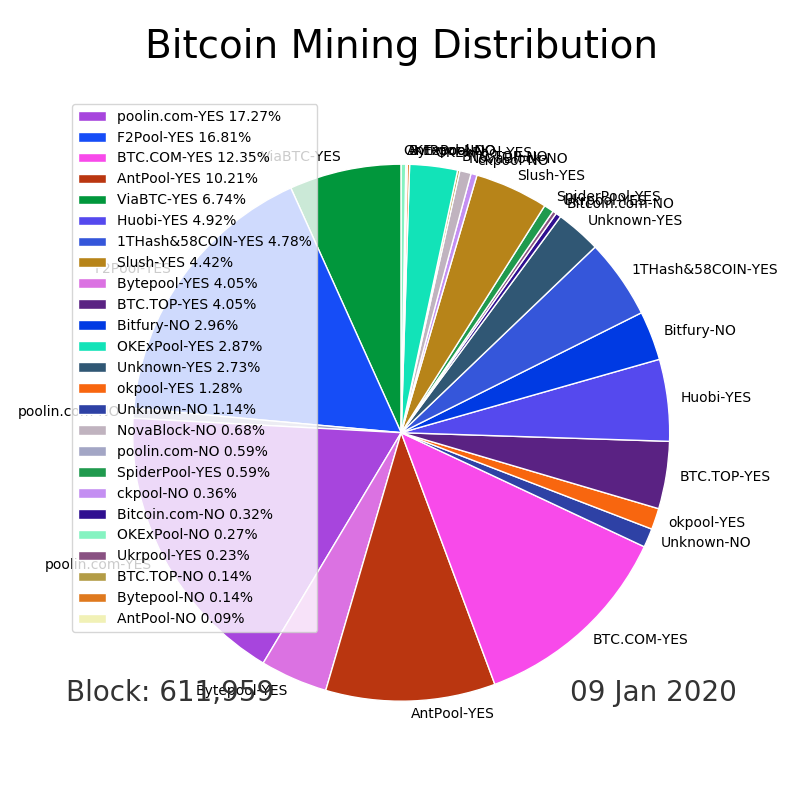 Bitcoin Mining Distribution
poolin.com-YES 17.27%
F2Pool-YES 16.81%
BTC.COM-YES 12.35%
AntPool-YES 10.21%
ViaBTC-YES 6.74%
Huobi-YES 4.92%
1THash&58COIN-YES 4.78%
Slush-YES 4.42%
Bytepool-YES 4.05%
BTC.TOP-YES 4.05%
Bitfury-NO 2.96%
OKExPool-YES 2.87%
Unknown-YES 2.73%
okpool-YES 1.28%
Unknown-NO 1.14%
NovaBlock-NO 0.68%
poolin.com-NO 0.59%
SpiderPool-YES 0.59%
ckpool-NO 0.36%
Bitcoin.com-NO 0.32%
OKExPool-NO 0.27%
Ukrpool-YES 0.23%
BTC.TOP-NO 0.14%
Bytepool-NO 0.14%
AntPool-NO 0.09%
ViaBTC-YES
F2Pool-YES
poolin.com-YES
Bytepool-YES
AntPool-YES
BTC.COM-YES
Unknown-NO
okpool-YES
BTC.TOP-YES
Huobi-YES
Bitfury-NO
1THash&58COIN-YES
Unknown-YES
Bitcoin.com-NO
SpiderPool-YES
Slush-YES
ckpool-NO
Block: 611,959
09 Jan 2020